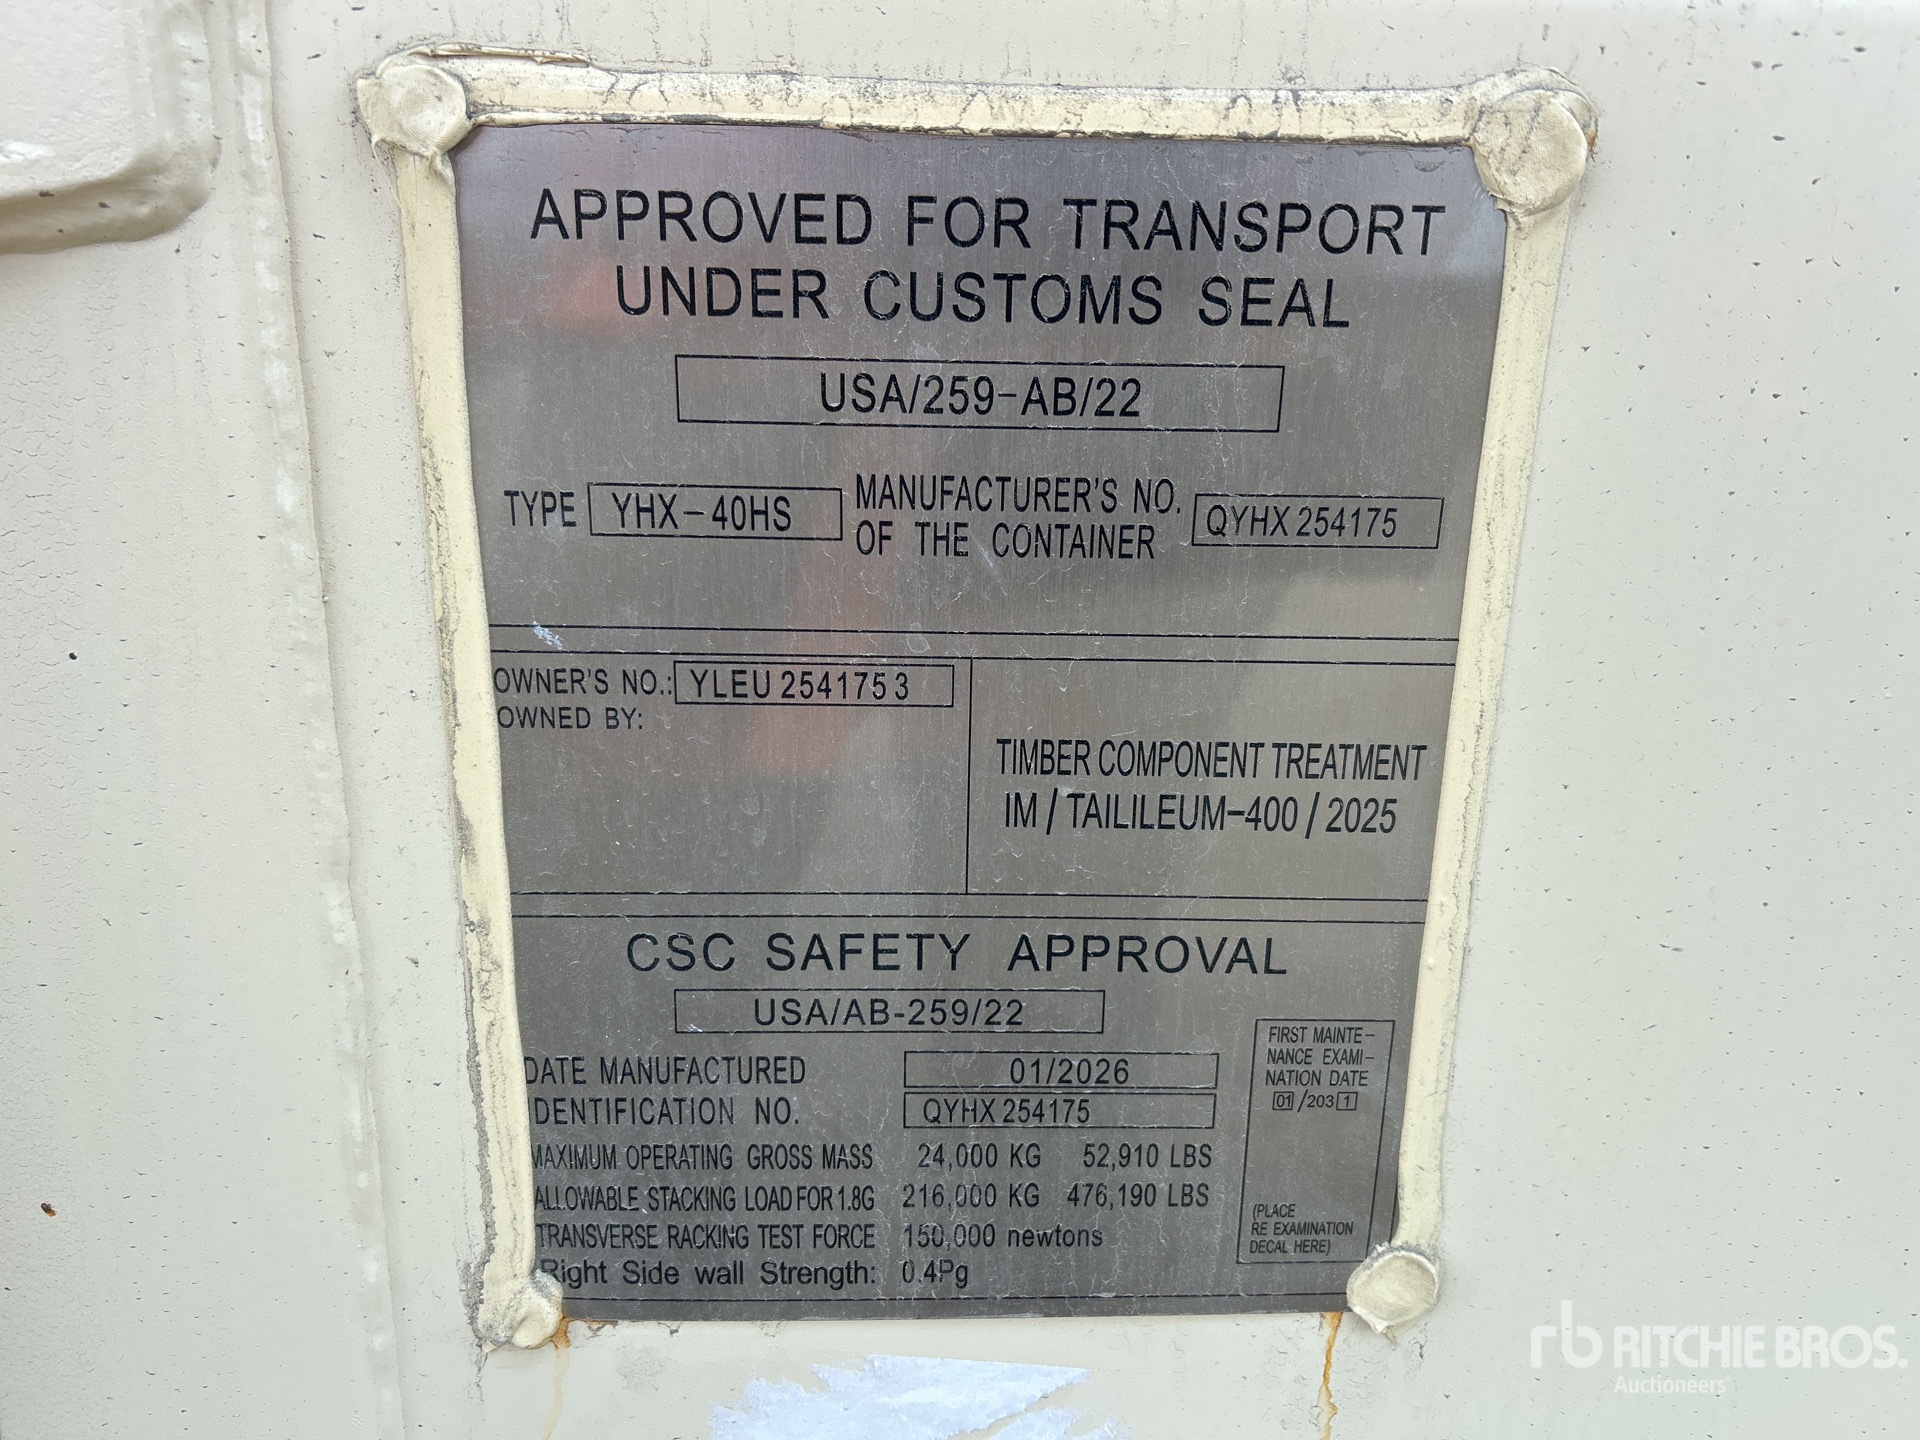 APPROVED FOR TRANSPORT
UNDER CUSTOMS SEAL
USA/259-AB/22
TYPE YHX-40HS MANUFACTURER'S NO. OF THE CONTAINER QYHX 254175
OWNER'S NO.: YLEU 254175 3
OWNED BY:
TIMBER COMPONENT TREATMENT
IM / TAILILEUM-400 / 2025
CSC SAFETY APPROVAL
USA/AB-259/22
DATE MANUFACTURED 01/2026
IDENTIFICATION NO. QYHX 254175
MAXIMUM OPERATING GROSS MASS 24,000 KG 52,910 LBS
ALLOWABLE STACKING LOAD FOR 1.8G 216,000 KG 476,190 LBS
TRANSVERSE RACKING TEST FORCE 150,000 newtons
Right Side wall Strength: 0.4Pg
FIRST MAINTE-
NANCE EXAMI-
NATION DATE
01/2031
(PLACE
RE EXAMINATION
DECAL HERE)
rb RITCHIE BROS.
Auctioneers